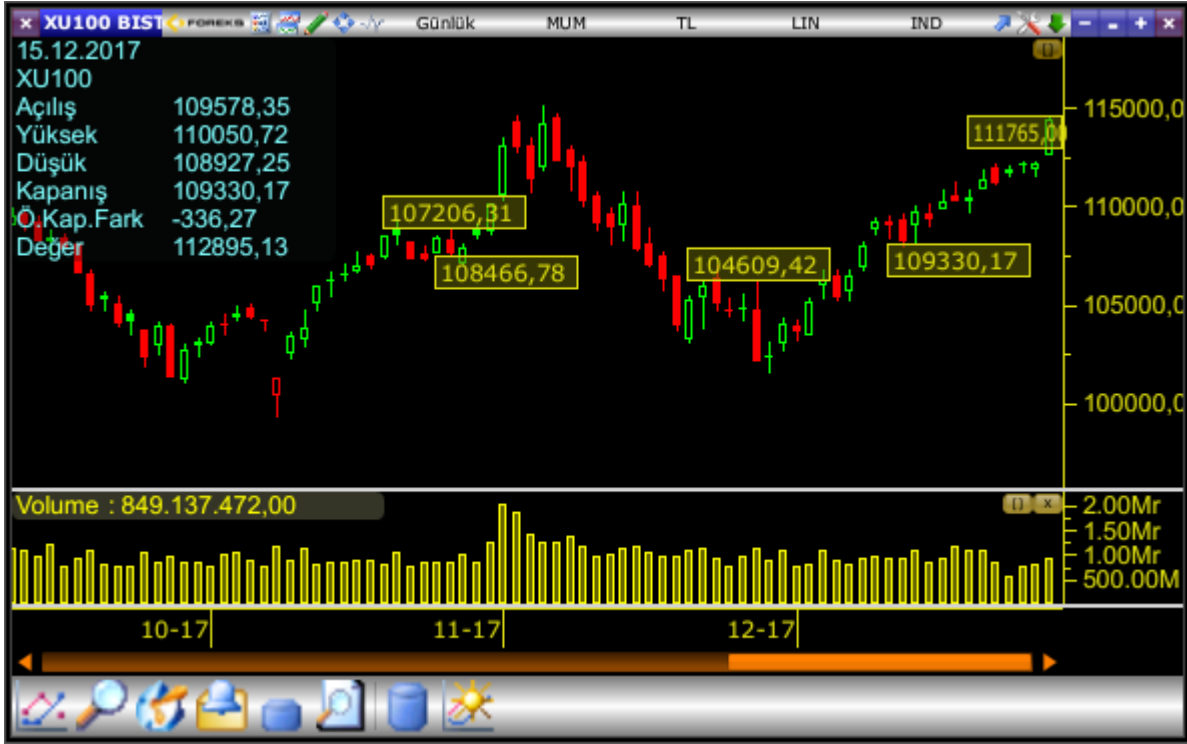 XU100 BIST FOREKS Günlük MUM TL LIN IND
15.12.2017
XU100
Açılış 109578,35
Yüksek 110050,72
Düşük 108927,25
Kapanış 109330,17
Ö.Kap.Fark -336,27
Değer 112895,13
115000,0
111765,00
107206,31
110000,0
104609,42
109330,17
108466,78
105000,0
100000,0
Volume : 849.137.472,00
2.00Mr
1.50Mr
1.00Mr
500.00M
10-17 11-17 12-17